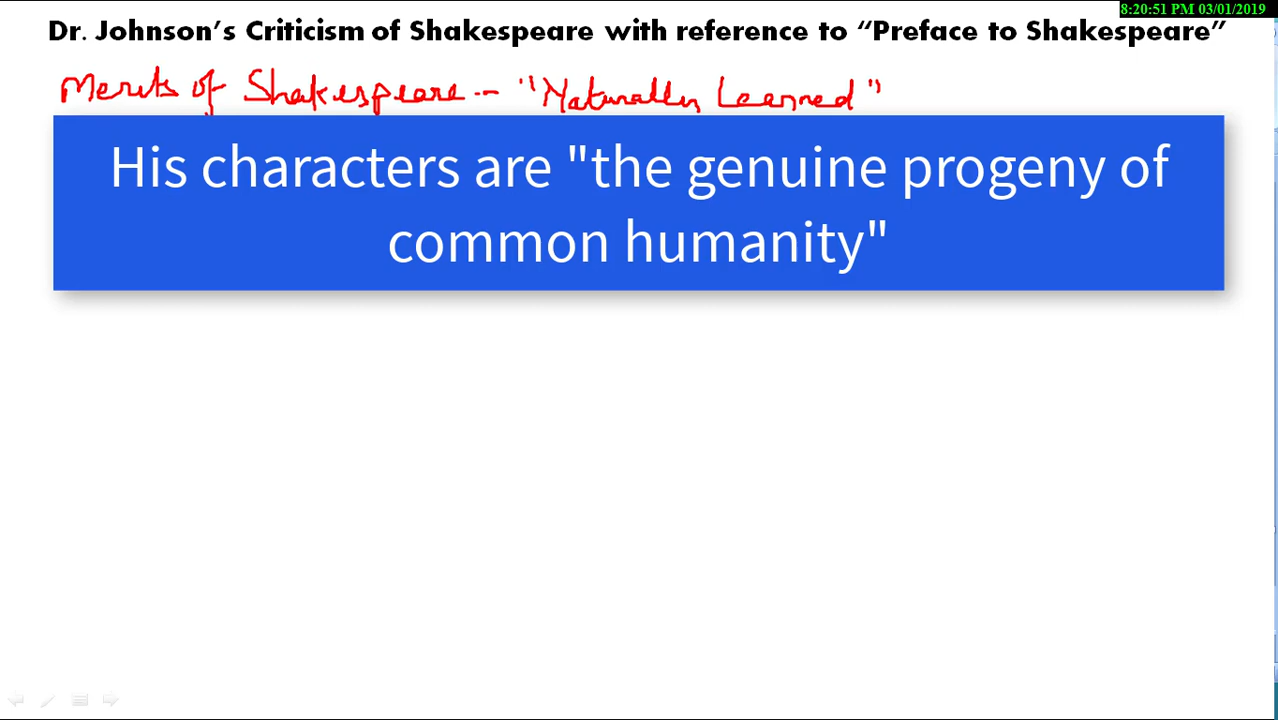 8:20:51 PM 03/01/2019
Dr. Johnson’s Criticism of Shakespeare with reference to “Preface to Shakespeare”
Merits of Shakespeare - "Naturally Learned"
His characters are "the genuine progeny of
common humanity"